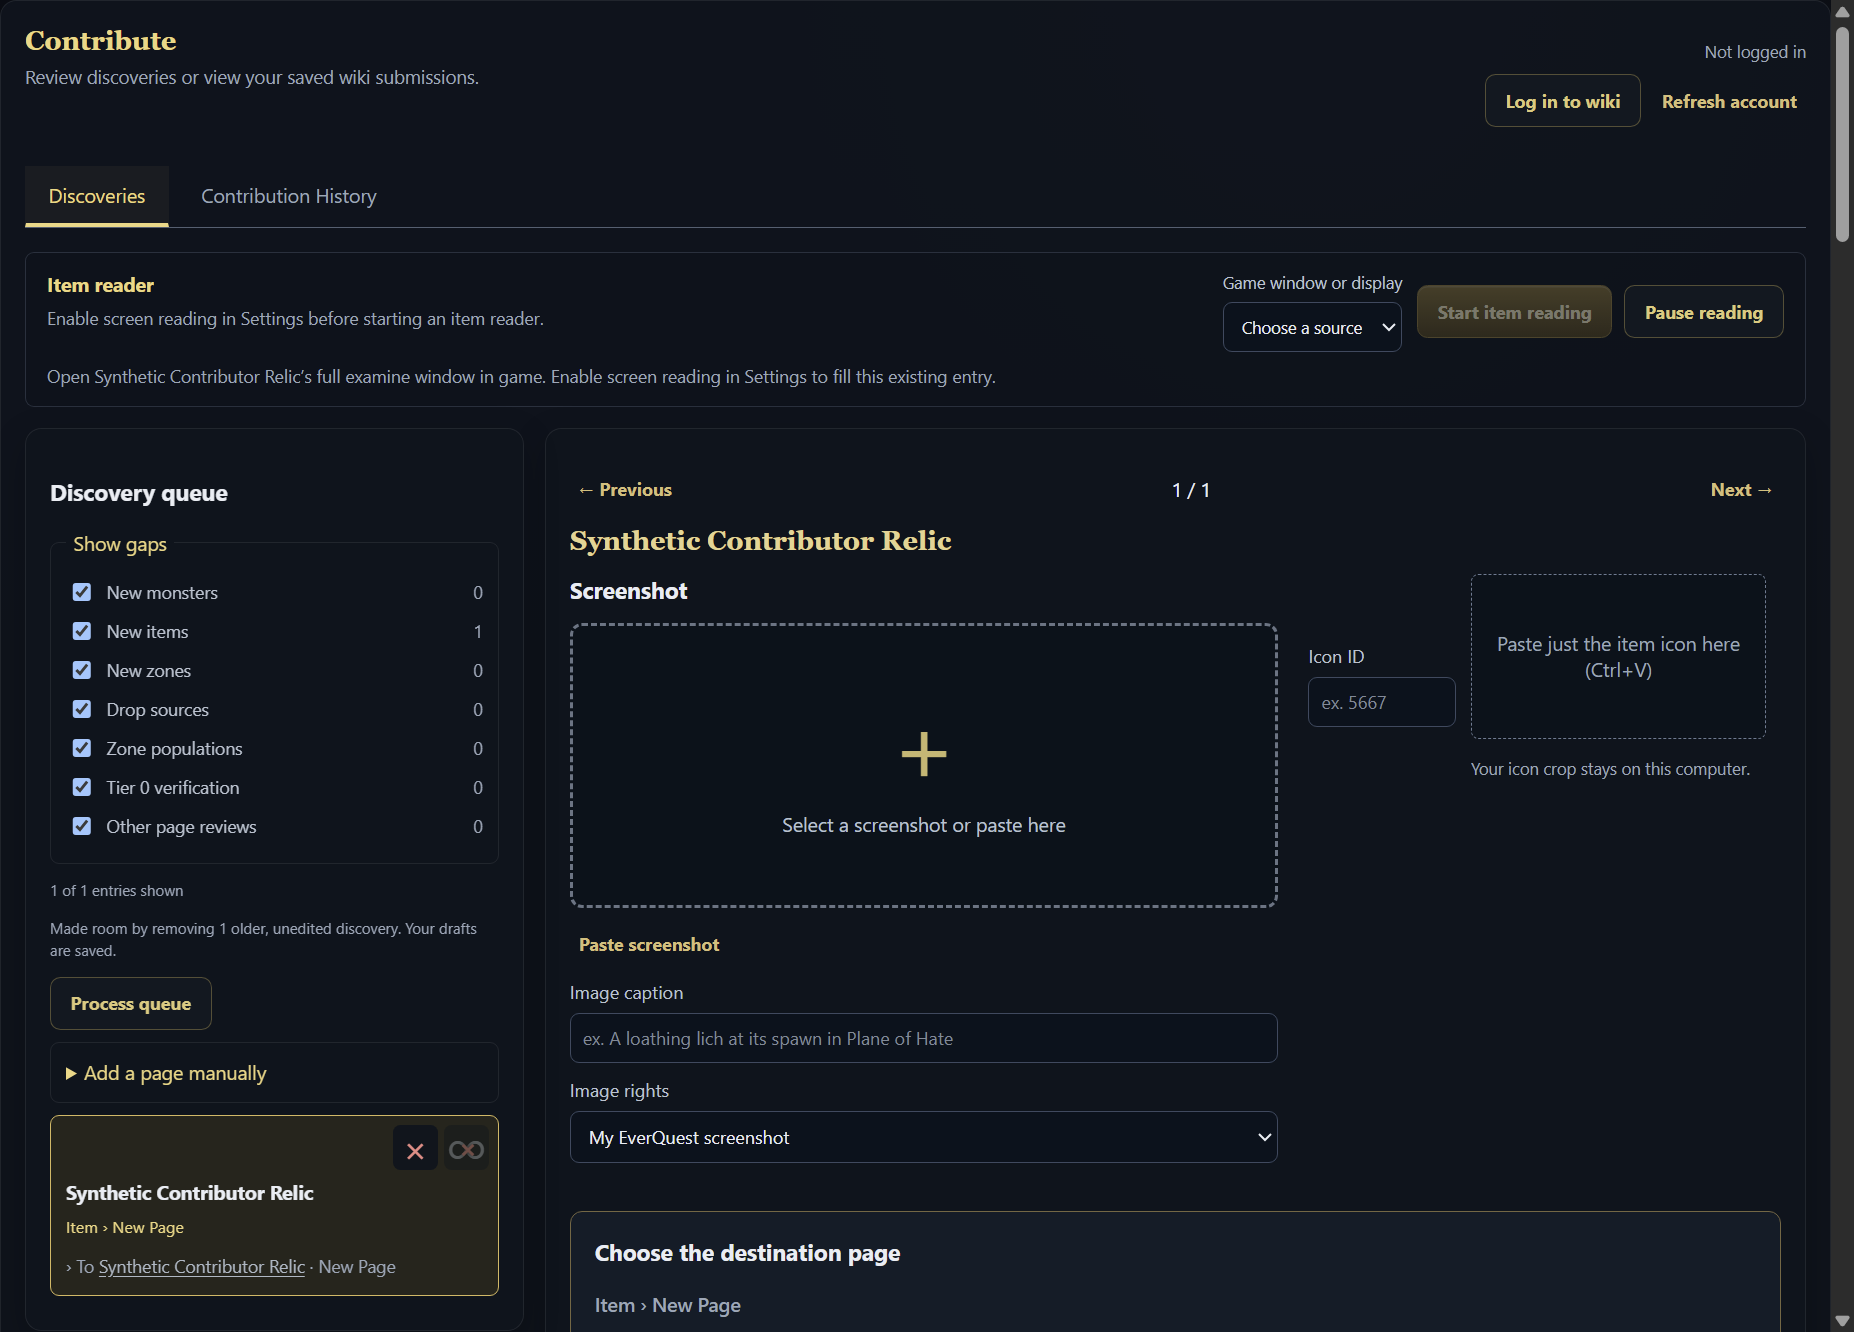 Contribute
Review discoveries or view your saved wiki submissions.
Not logged in
Log in to wiki
Refresh account
Discoveries
Contribution History
Item reader
Enable screen reading in Settings before starting an item reader.
Game window or display
Choose a source
Start item reading
Pause reading
Open Synthetic Contributor Relic’s full examine window in game. Enable screen reading in Settings to fill this existing entry.
Discovery queue
Show gaps
New monsters 0
New items 1
New zones 0
Drop sources 0
Zone populations 0
Tier 0 verification 0
Other page reviews 0
1 of 1 entries shown
Made room by removing 1 older, unedited discovery. Your drafts
are saved.
Process queue
▶ Add a page manually
Synthetic Contributor Relic
Item › New Page
› To Synthetic Contributor Relic · New Page
← Previous
1 / 1
Next →
Synthetic Contributor Relic
Screenshot
Select a screenshot or paste here
Icon ID
ex. 5667
Paste just the item icon here
(Ctrl+V)
Your icon crop stays on this computer.
Paste screenshot
Image caption
ex. A loathing lich at its spawn in Plane of Hate
Image rights
My EverQuest screenshot
Choose the destination page
Item › New Page